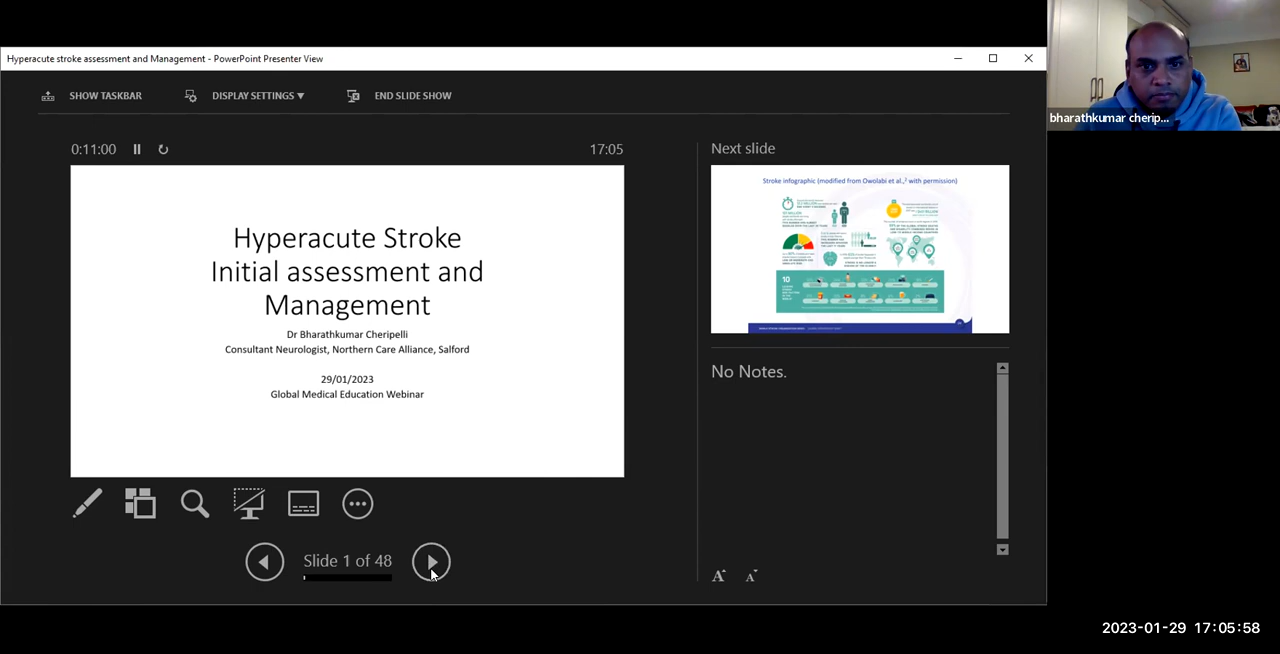 Hyperacute stroke assessment and Management - PowerPoint Presenter View
SHOW TASKBAR
DISPLAY SETTINGS ▼
END SLIDE SHOW
0:11:00
17:05
Hyperacute Stroke
Initial assessment and
Management
Dr Bharathkumar Cheripelli
Consultant Neurologist, Northern Care Alliance, Salford
29/01/2023
Global Medical Education Webinar
Slide 1 of 48
Next slide
Stroke infographic (modified from Owolabi et al.,² with permission)
10
No Notes.
A A
bharathkumar cherip...
2023-01-29 17:05:58